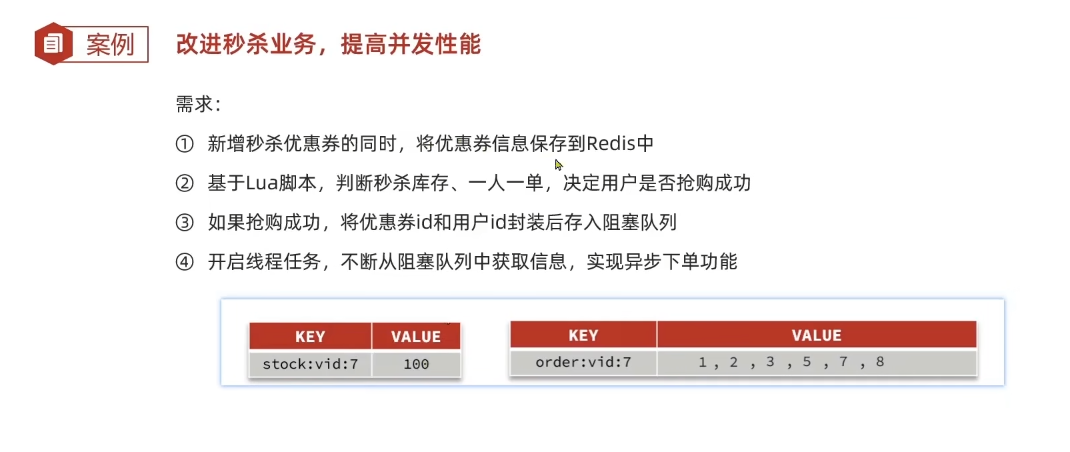 案例 改进秒杀业务，提高并发性能
需求：
① 新增秒杀优惠券的同时，将优惠券信息保存到Redis中
② 基于Lua脚本，判断秒杀库存、一人一单，决定用户是否抢购成功
③ 如果抢购成功，将优惠券id和用户id封装后存入阻塞队列
④ 开启线程任务，不断从阻塞队列中获取信息，实现异步下单功能
KEY VALUE KEY VALUE
stock:vid:7 100 order:vid:7 1 , 2 , 3 , 5 , 7 , 8